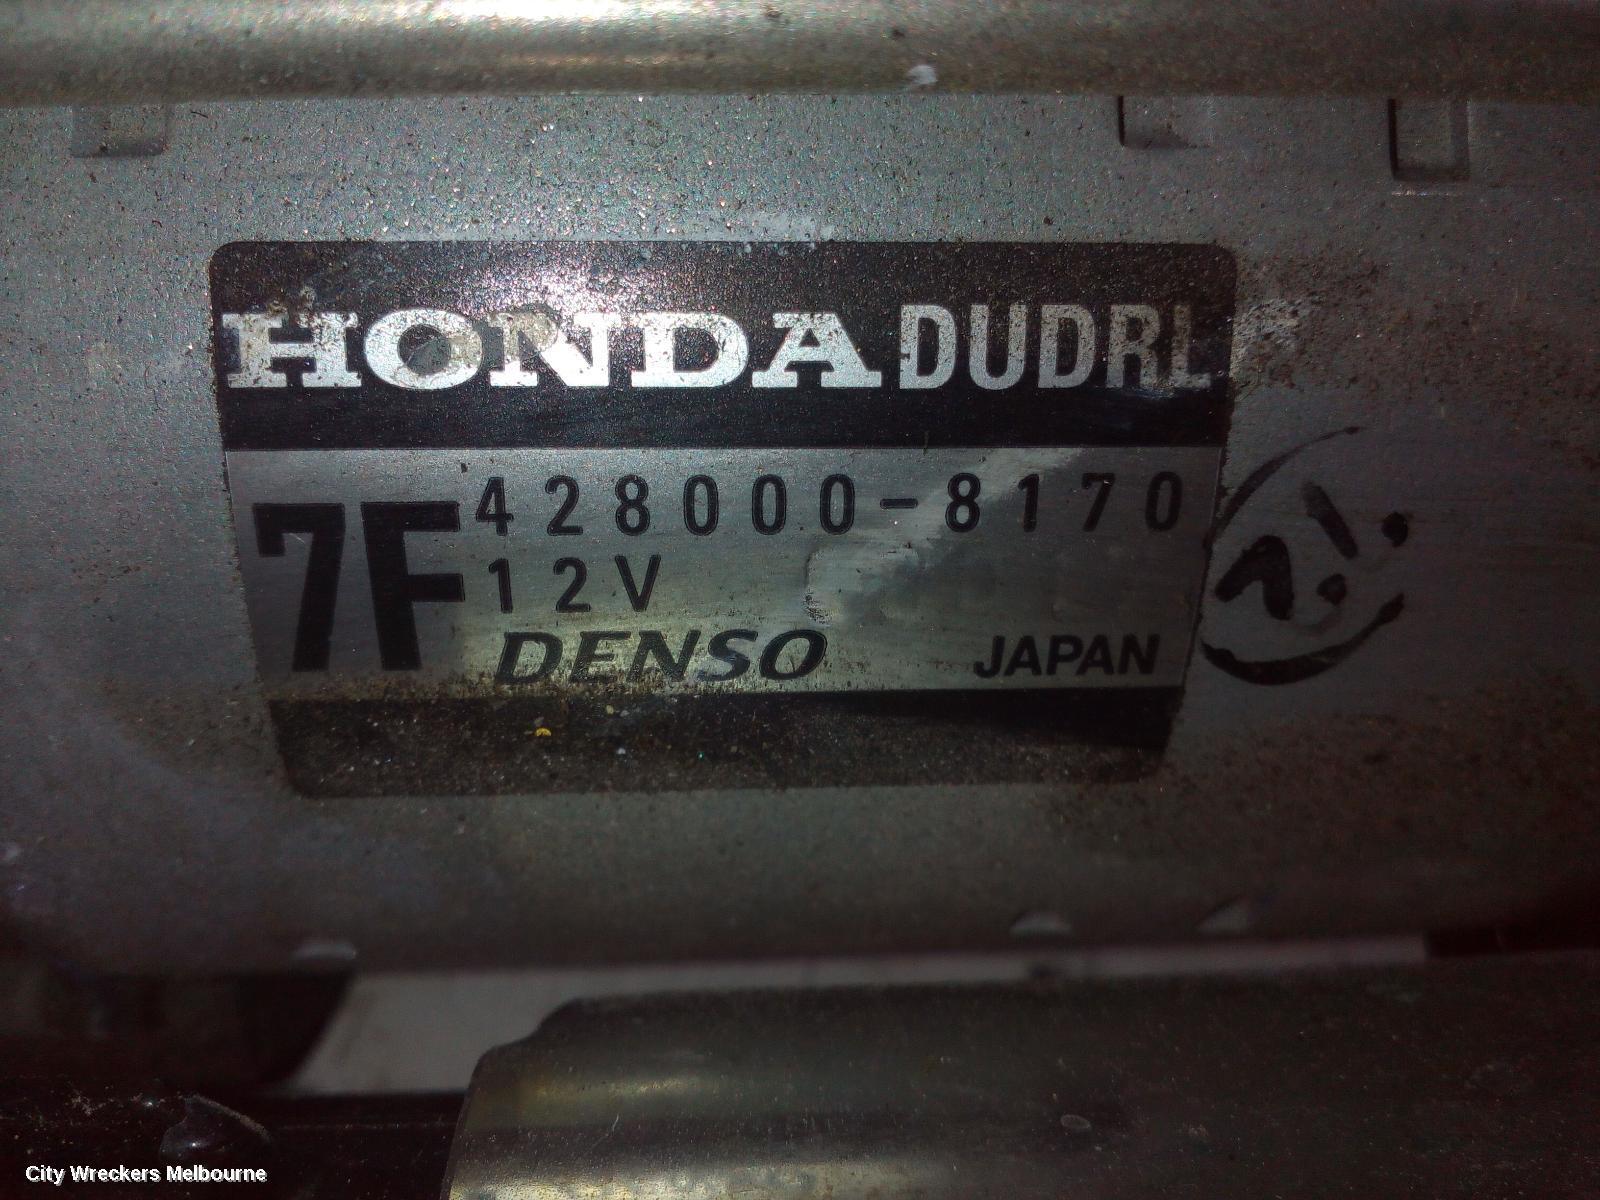 HONDA DUDRL
7F
428000-8170
12V
DENSO JAPAN
City Wreckers Melbourne